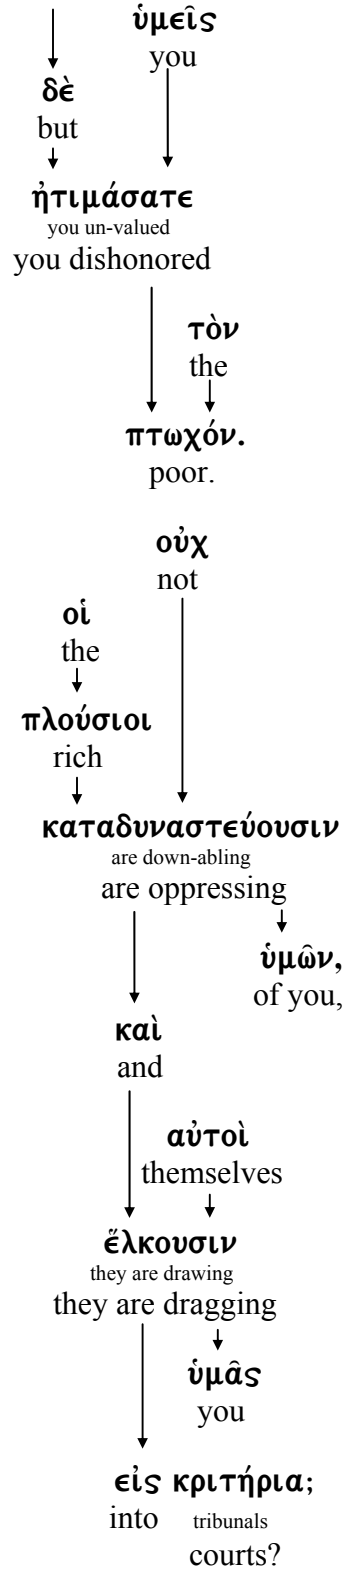 ὑμεῖς
you
δὲ
but
ἠτιμάσατε
you un-valued
you dishonored
τὸν
the
πτωχόν.
poor.
οὐχ
not
οἱ
the
πλούσιοι
rich
καταδυναστεύουσιν
are down-abling
are oppressing
ὑμῶν,
of you,
καὶ
and
αὐτοὶ
themselves
ἕλκουσιν
they are drawing
they are dragging
ὑμᾶς
you
εἰς κριτήρια;
into tribunals
courts?